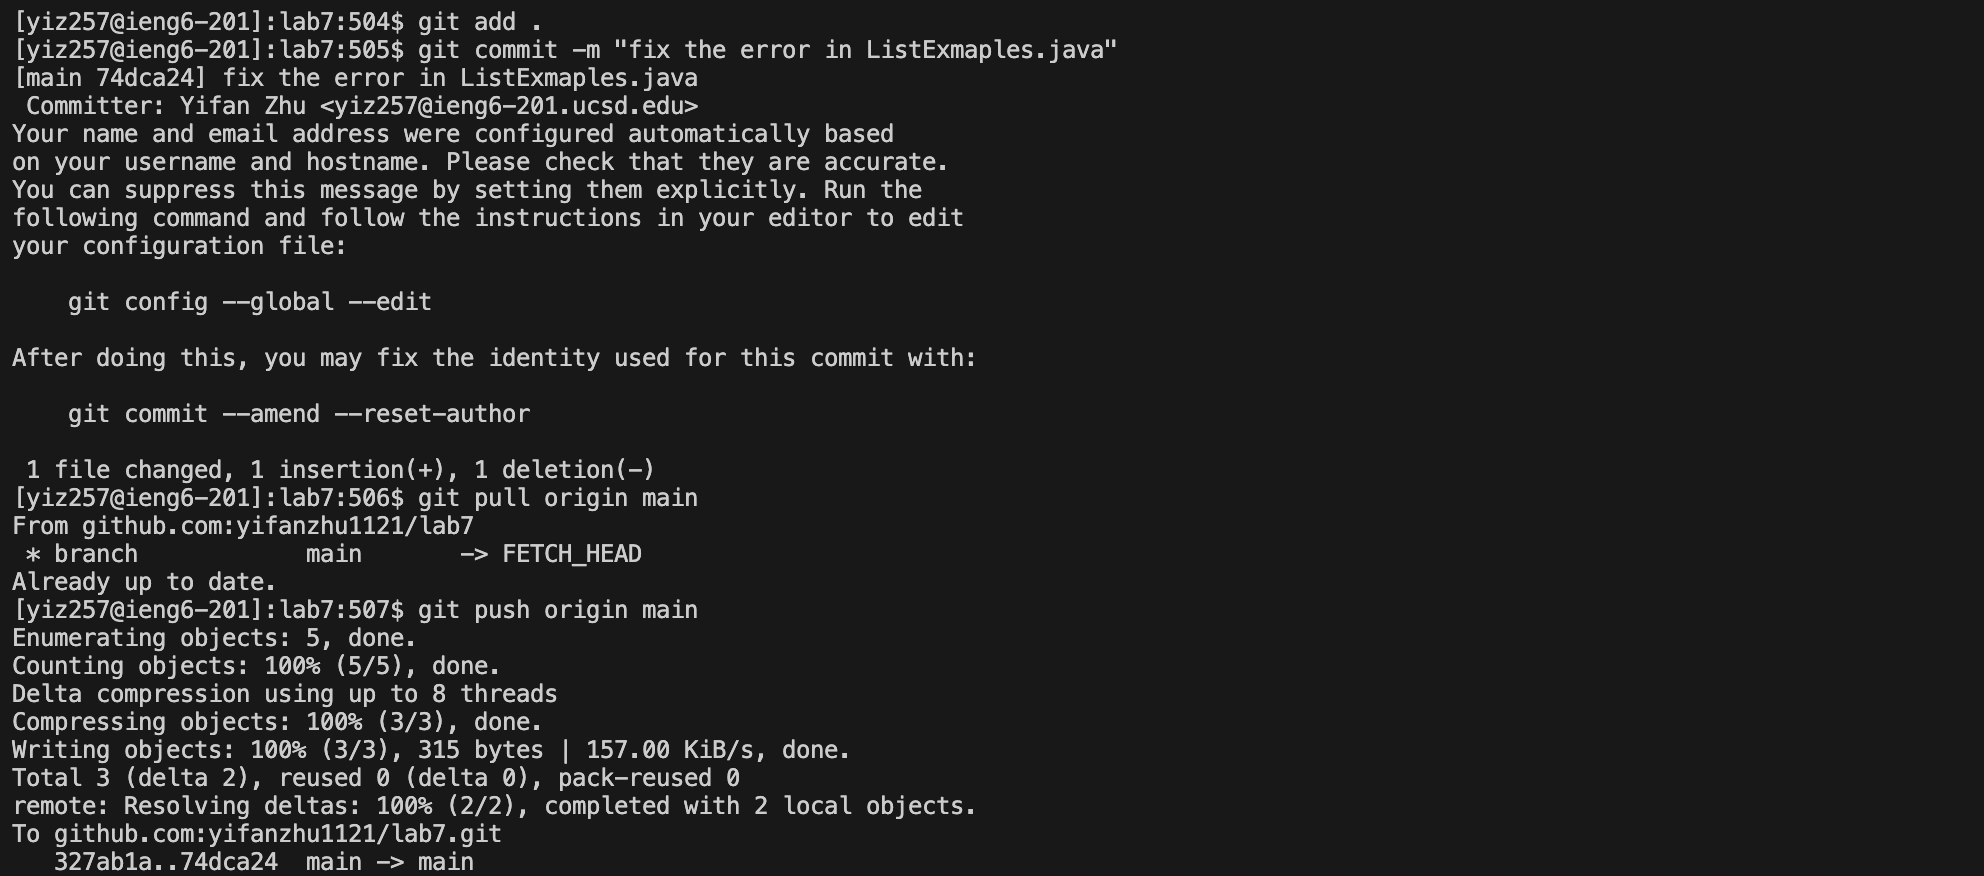 [yiz257@ieng6-201]:lab7:504$ git add .
[yiz257@ieng6-201]:lab7:505$ git commit -m "fix the error in ListExmaples.java"
[main 74dca24] fix the error in ListExmaples.java
 Committer: Yifan Zhu <yiz257@ieng6-201.ucsd.edu>
Your name and email address were configured automatically based
on your username and hostname. Please check that they are accurate.
You can suppress this message by setting them explicitly. Run the
following command and follow the instructions in your editor to edit
your configuration file:

    git config --global --edit

After doing this, you may fix the identity used for this commit with:

    git commit --amend --reset-author

 1 file changed, 1 insertion(+), 1 deletion(-)
[yiz257@ieng6-201]:lab7:506$ git pull origin main
From github.com:yifanzhu1121/lab7
 * branch            main       -> FETCH_HEAD
Already up to date.
[yiz257@ieng6-201]:lab7:507$ git push origin main
Enumerating objects: 5, done.
Counting objects: 100% (5/5), done.
Delta compression using up to 8 threads
Compressing objects: 100% (3/3), done.
Writing objects: 100% (3/3), 315 bytes | 157.00 KiB/s, done.
Total 3 (delta 2), reused 0 (delta 0), pack-reused 0
remote: Resolving deltas: 100% (2/2), completed with 2 local objects.
To github.com:yifanzhu1121/lab7.git
   327ab1a..74dca24  main -> main